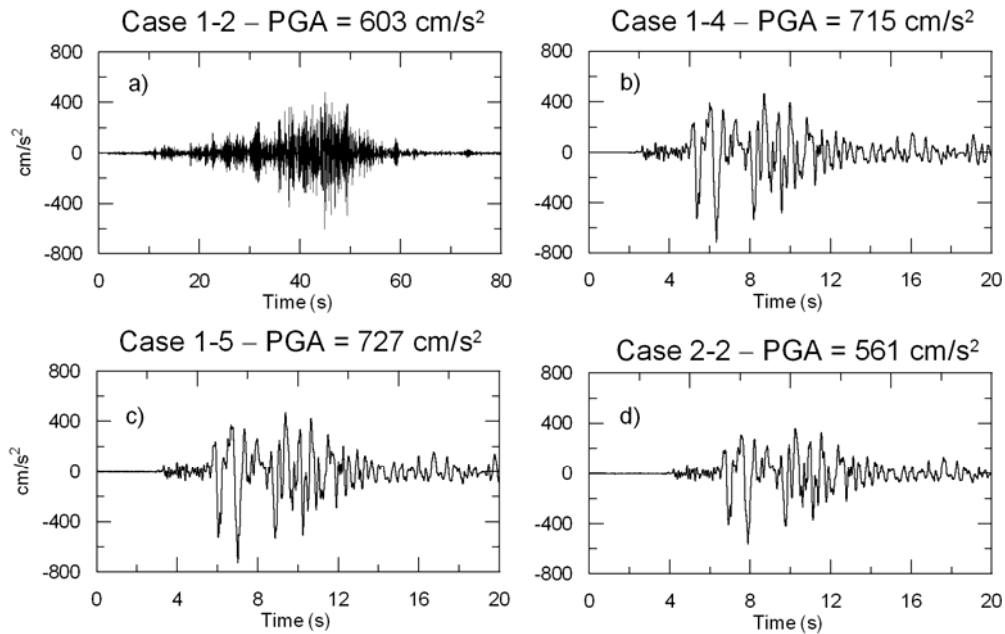 Case 1-2 – PGA = 603 cm/s²
800
400
0
-400
-800
cm/s²
a)
0 20 40 60 80
Time (s)
Case 1-4 – PGA = 715 cm/s²
800
400
0
-400
-800
b)
0 4 8 12 16 20
Time (s)
Case 1-5 – PGA = 727 cm/s²
800
400
0
-400
-800
cm/s²
c)
0 4 8 12 16 20
Time (s)
Case 2-2 – PGA = 561 cm/s²
800
400
0
-400
-800
d)
0 4 8 12 16 20
Time (s)